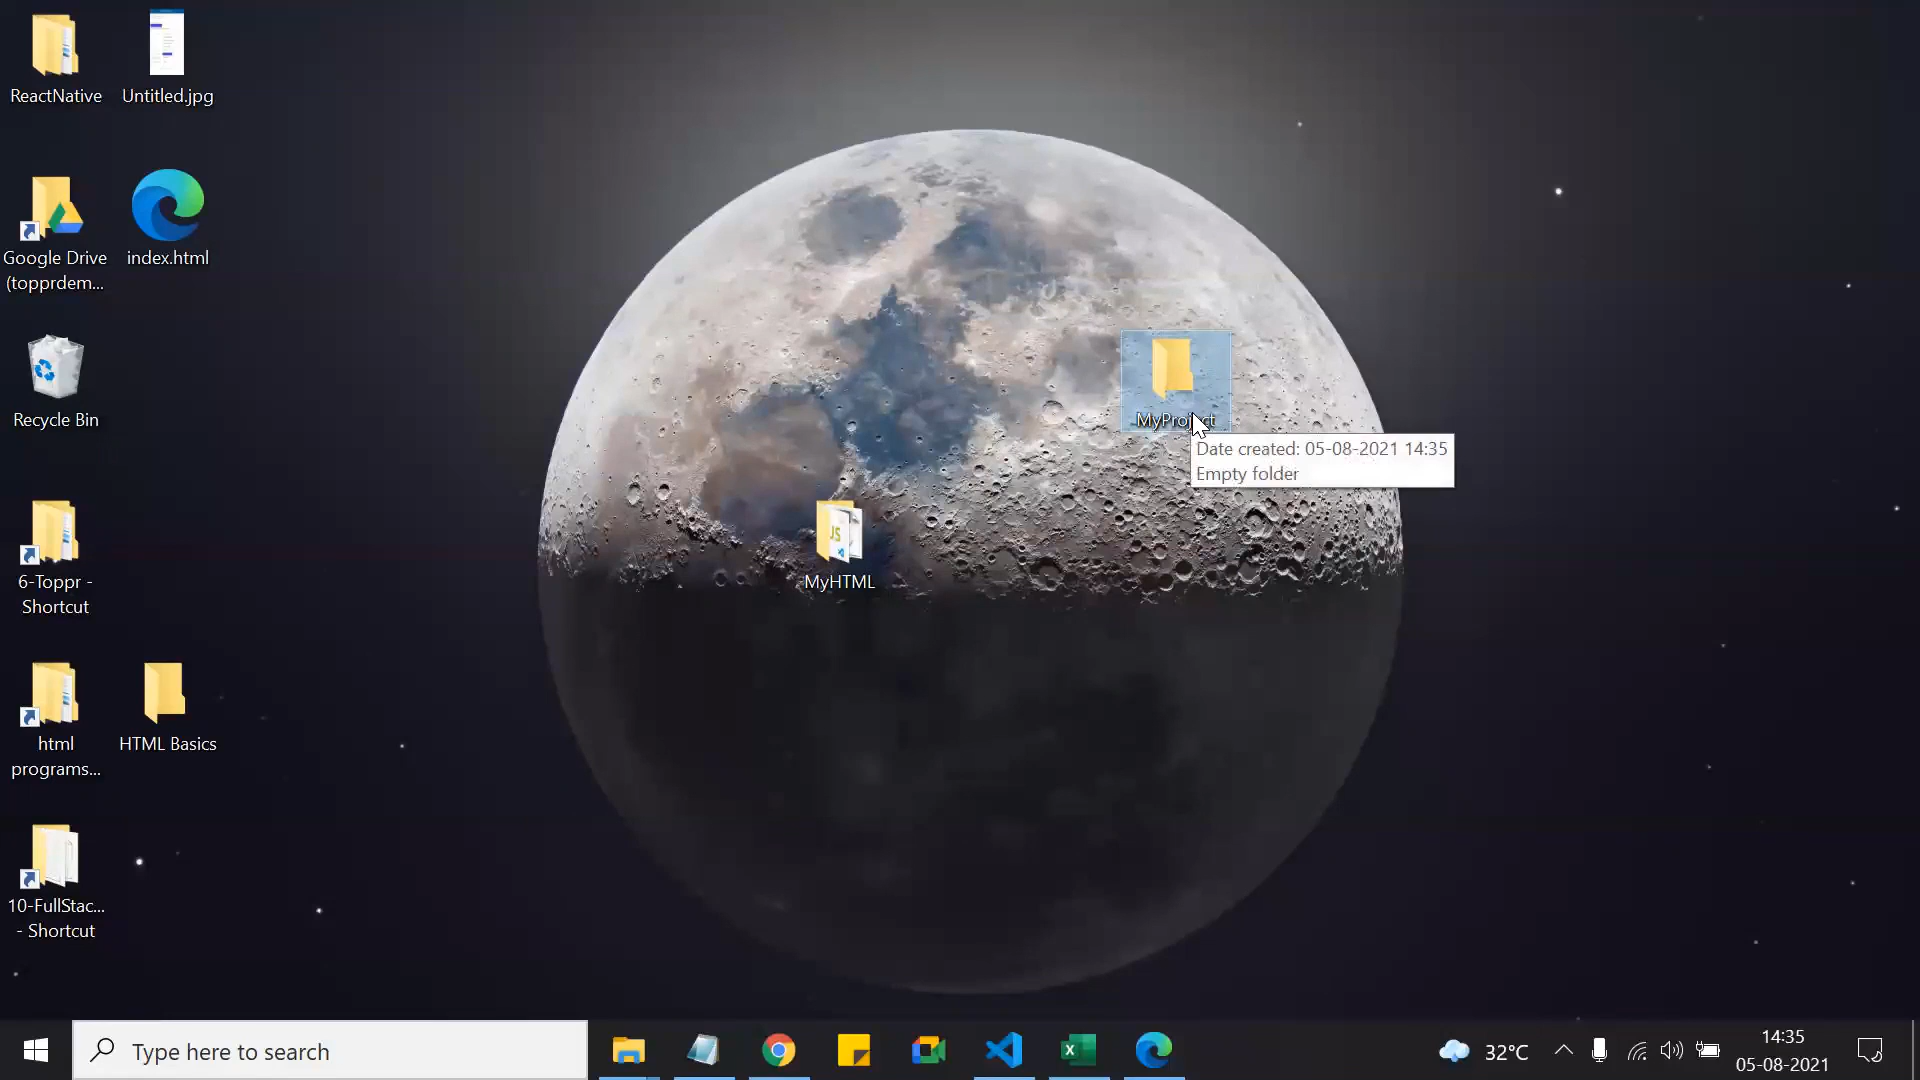 ReactNative
Untitled.jpg
Google Drive
(topprdem...
index.html
Recycle Bin
6-Toppr -
Shortcut
html
programs...
HTML Basics
10-FullStac...
- Shortcut
MyProject
Date created: 05-08-2021 14:35
Empty folder
JS
MyHTML
Type here to search
32°C
14:35
05-08-2021